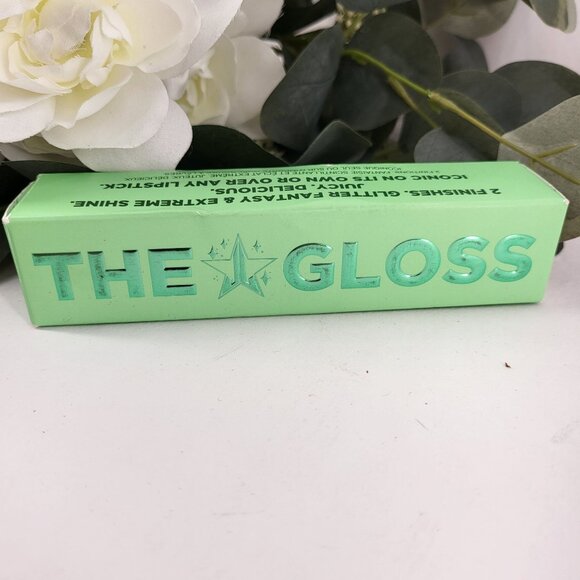 THE J GLOSS
2 FINISHES. GLITTER FANTASY & EXTREME SHINE.
JUICY. DELICIOUS.
ICONIC ON ITS OWN OR OVER ANY LIPSTICK.